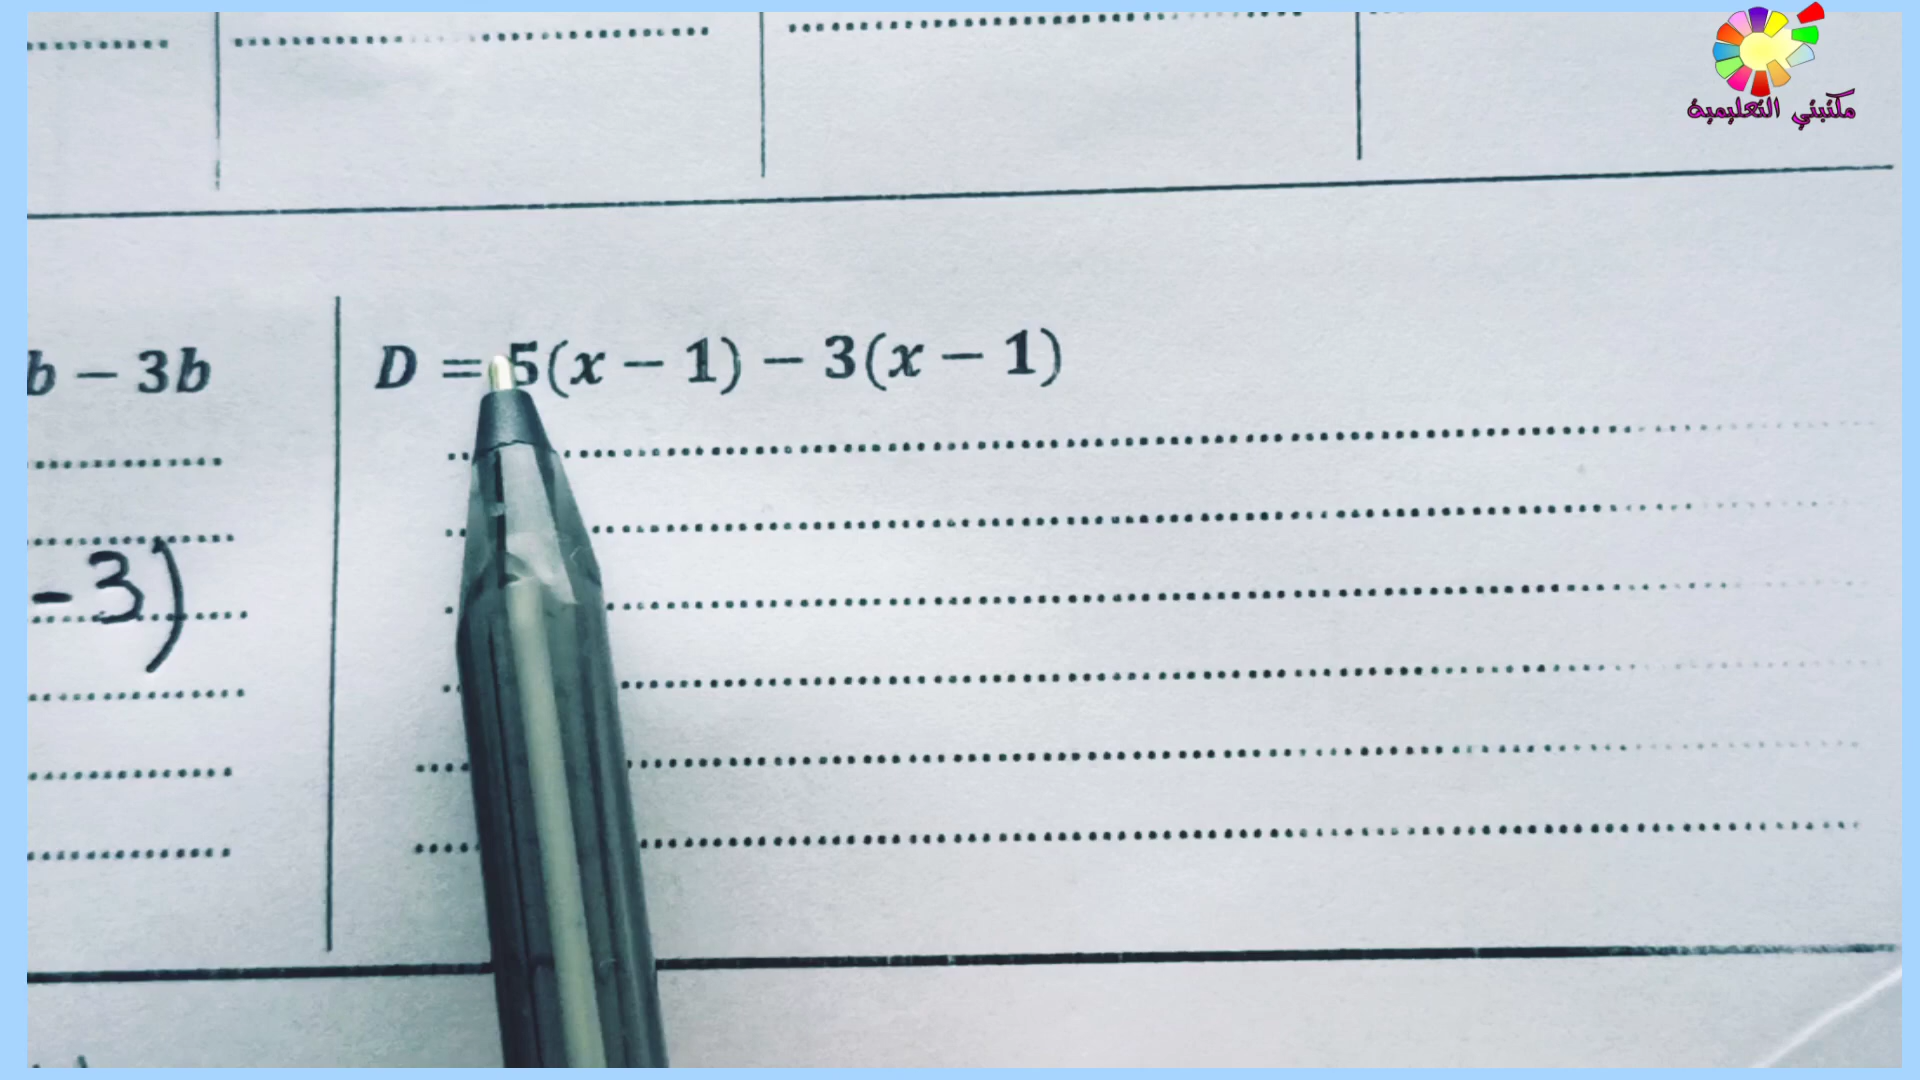 مكتبتي التعليمية
b − 3b
D = 5(x − 1) − 3(x − 1)
-3)